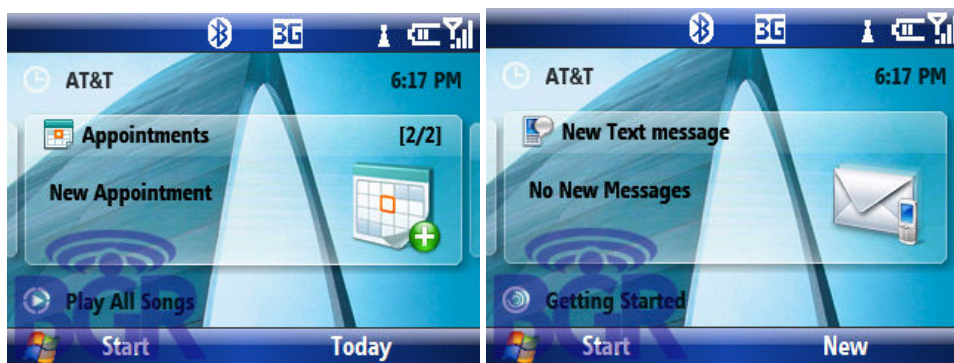 3G
AT&T 6:17 PM
Appointments [2/2]
New Appointment
Play All Songs
BGR
Start Today
3G
AT&T 6:17 PM
New Text message
No New Messages
Getting Started
BGR
Start New